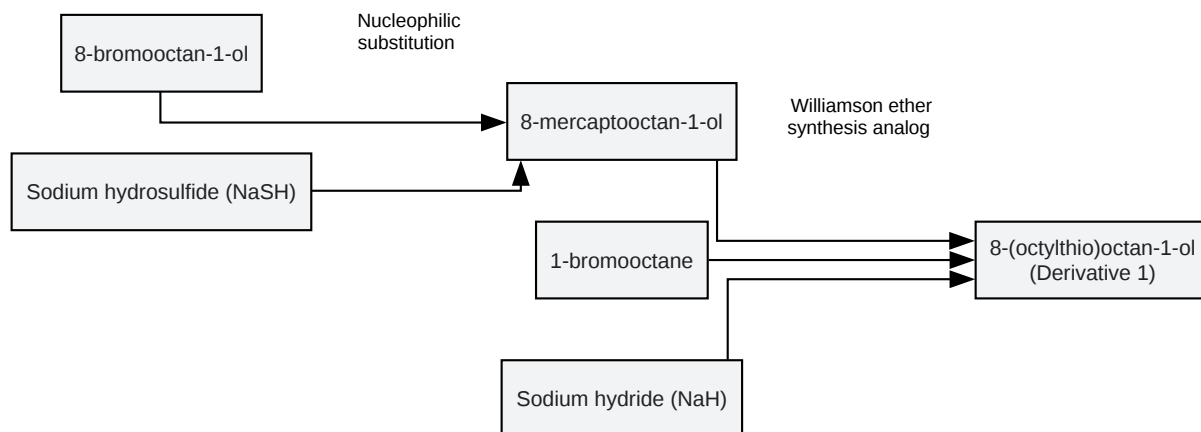 Nucleophilic
substitution
8-bromooctan-1-ol
Williamson ether
synthesis analog
8-mercaptooctan-1-ol
Sodium hydrosulfide (NaSH)
1-bromooctane
8-(octylthio)octan-1-ol
(Derivative 1)
Sodium hydride (NaH)